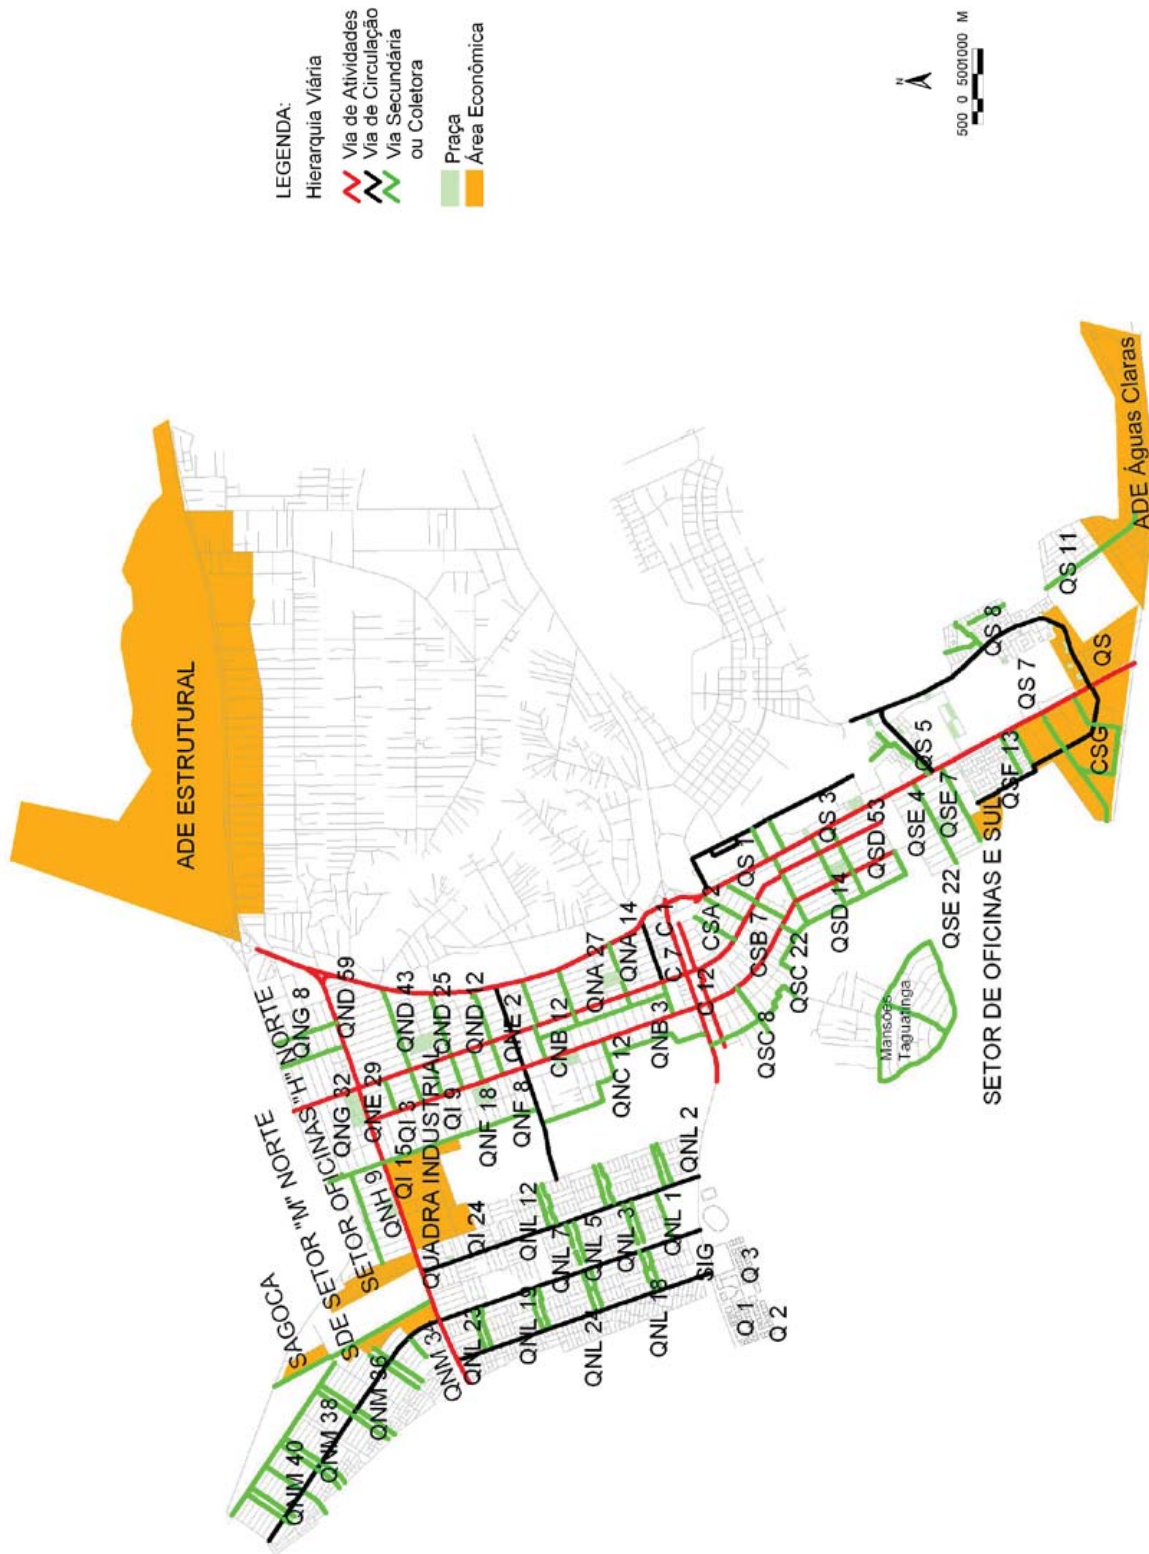 LEGENDA:
Hierarquia Viária
Via de Atividades
Via de Circulação
Via Secundária
ou Coletora
Praça
Área Econômica
N
500 0 5001000 M
ADE ESTRUTURAL
ADE Águas Claras
SAGOCA
SDE SETOR "M" NORTE
SETOR OFICINAS "H" NORTE
QUADRA INDUSTRIAL
QNG 8
QND 59
QNG 32
QNE 29
QND 43
QND 25
QND 12
QI 3
QI 9
QI 15
QNH 9
QI 24
QNF 18
QNF 8
QNE 2
CNB 12
QNA 27
QNA 14
QNC 12
QNB 3
C 7
C 1
C 12
CSA 2
CSB 7
QSC 8
QSC 22
QS 1
QS 3
QSD 14
QSD 53
QSE 4
QSE 7
QSE 22
QS 5
QS 7
QS 8
QS 11
QS
QSF 13
CSG
SETOR DE OFICINAS E SUL
Mansões
Taguatinga
QNM 40
QNM 38
QNM 36
QNM 34
QNL 23
QNL 19
QNL 24
QNL 18
QNL 12
QNL 7
QNL 5
QNL 3
QNL 1
QNL 2
SIG
Q 1
Q 2
Q 3